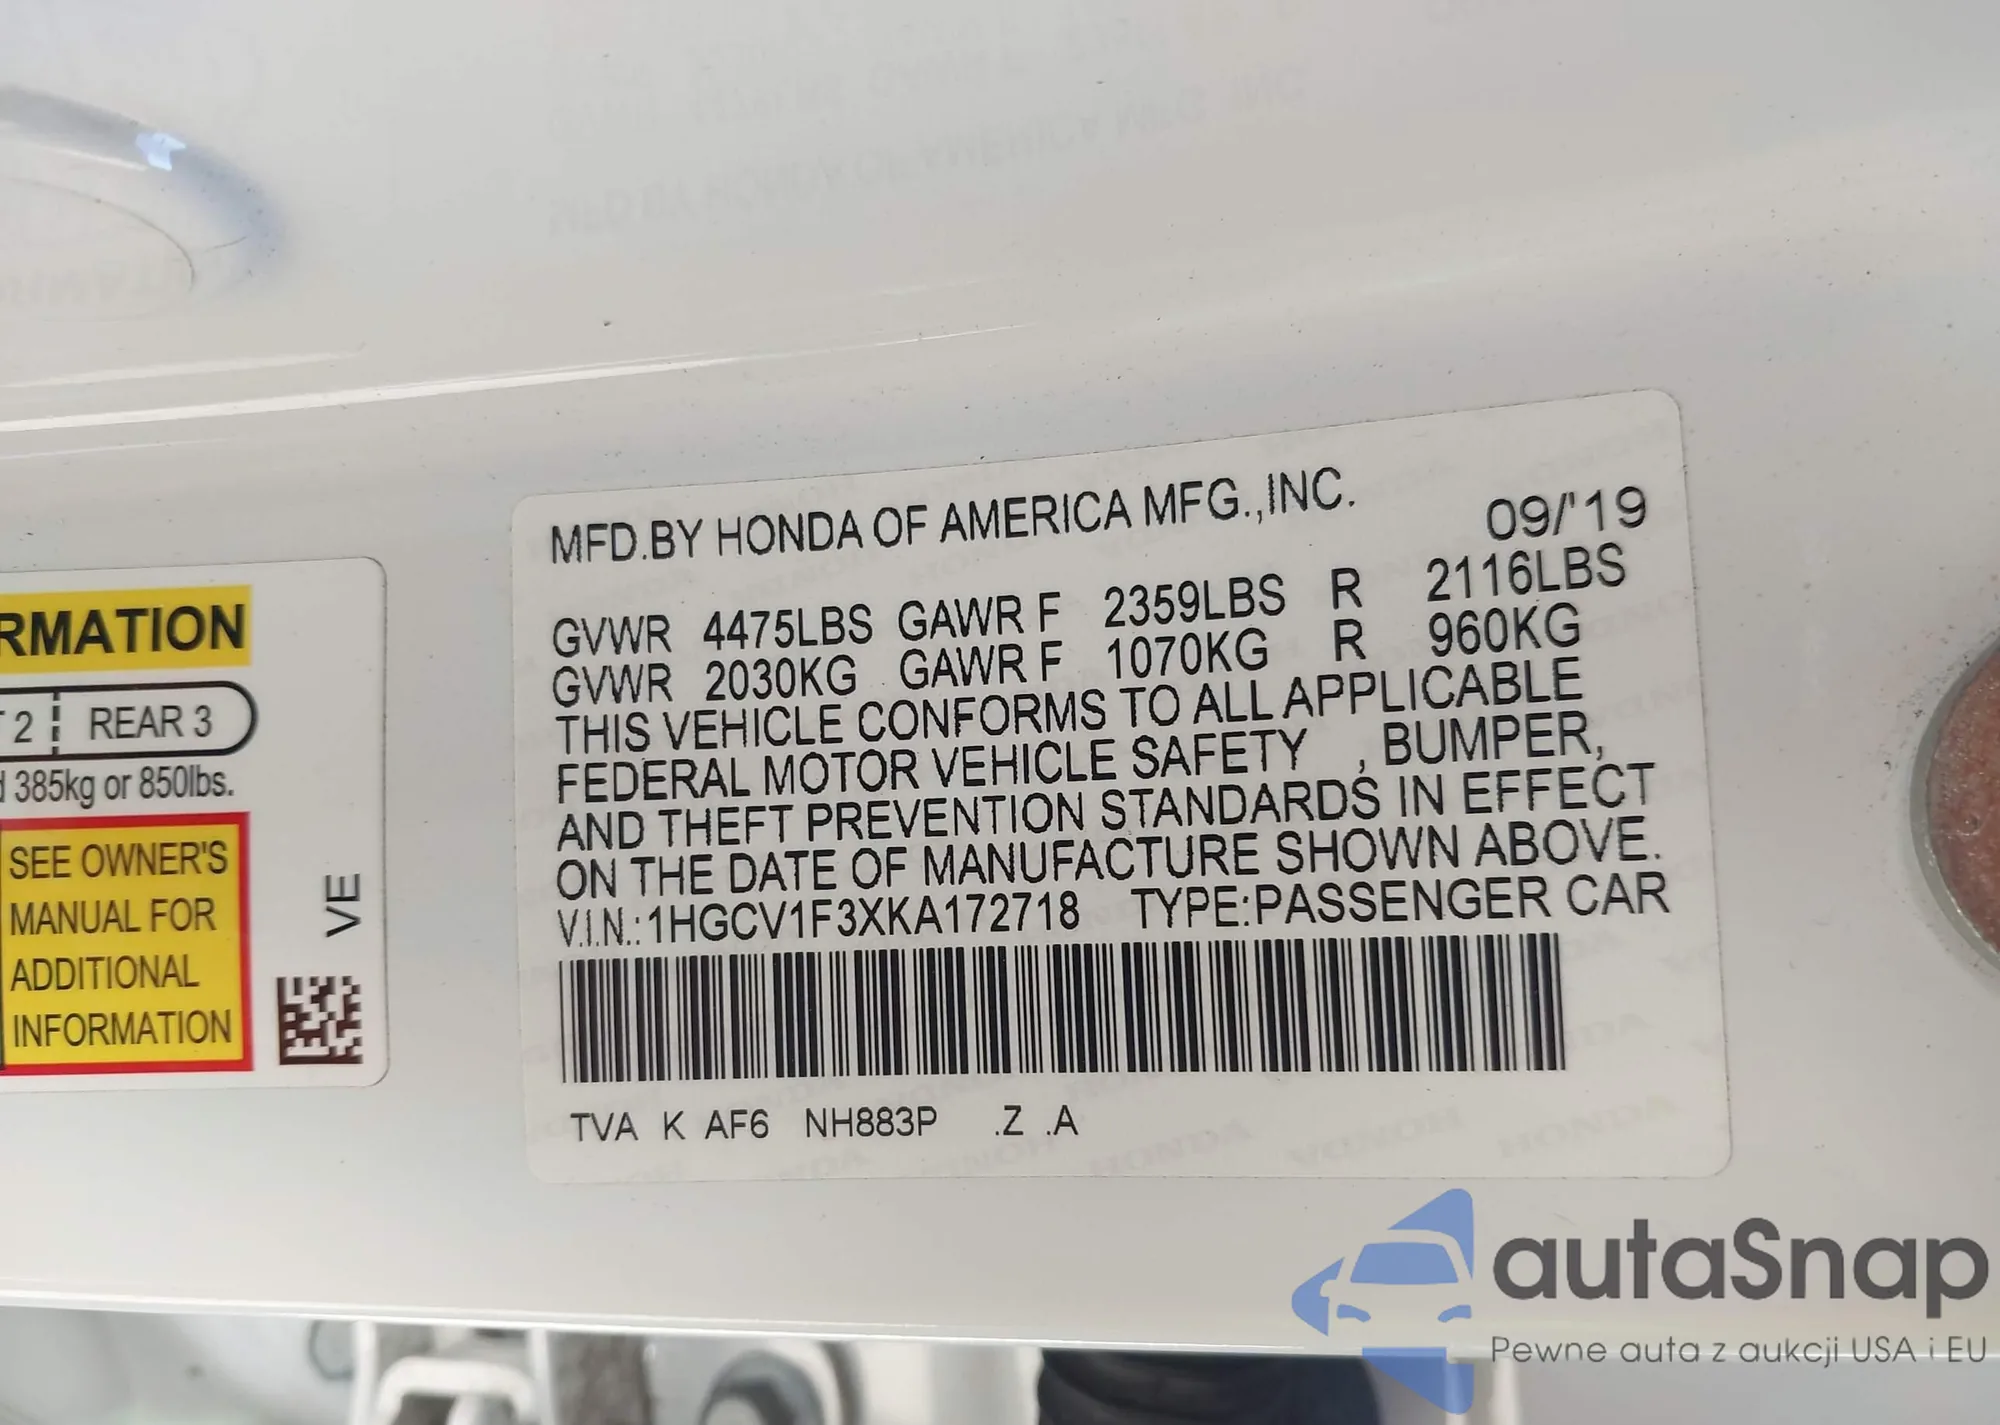 MFD.BY HONDA OF AMERICA MFG.,INC.
09/'19
GVWR 4475LBS GAWR F 2359LBS R 2116LBS
GVWR 2030KG GAWR F 1070KG R 960KG
THIS VEHICLE CONFORMS TO ALL APPLICABLE
FEDERAL MOTOR VEHICLE SAFETY , BUMPER,
AND THEFT PREVENTION STANDARDS IN EFFECT
ON THE DATE OF MANUFACTURE SHOWN ABOVE.
V.I.N.: 1HGCV1F3XKA172718 TYPE:PASSENGER CAR
TVA K AF6 NH883P .Z .A
RMATION
2 REAR 3
385kg or 850lbs.
SEE OWNER'S
MANUAL FOR
ADDITIONAL
INFORMATION
VE
autaSnap
Pewne auta z aukcji USA i EU